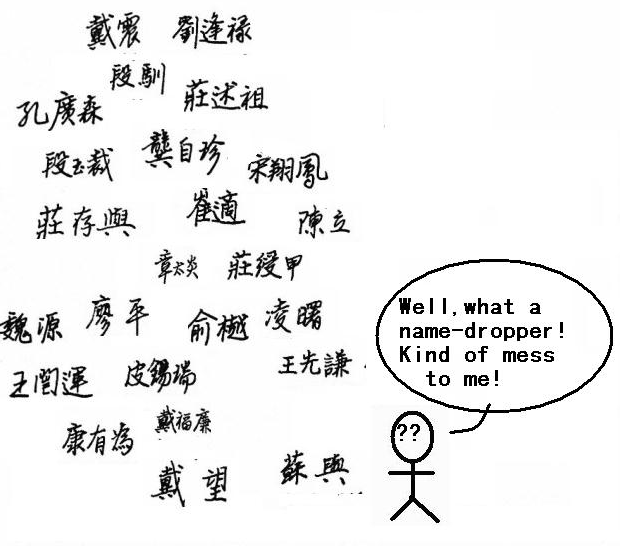 戴震 劉逢禄
段馴
莊述祖
孔廣森
龔自珍
段玉裁
宋翔鳳
莊存與
崔適
陳立
章太炎 莊綬甲
魏源 廖平 俞樾 凌曙
王闓運 皮錫瑞 王先謙
康有為 戴福廉
戴望 蘇輿
Well,what a
name-dropper!
Kind of mess
to me!
??